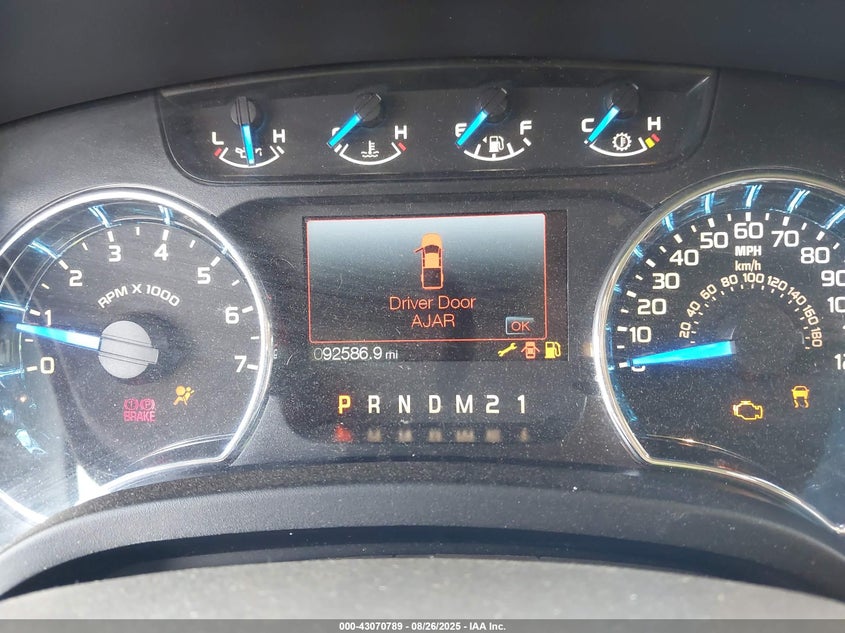 L H
H
E F
C H
0 1 2 3 4 5 6 7
RPM X 1000
Driver Door
AJAR
OK
092586.9 mi
P R N D M 2 1
BRAKE
10 20 30 40 50 60 70 80 90
MPH
km/h
20 40 60 80 100 120 140 160 180
000-43070789 - 08/26/2025 - IAA Inc.